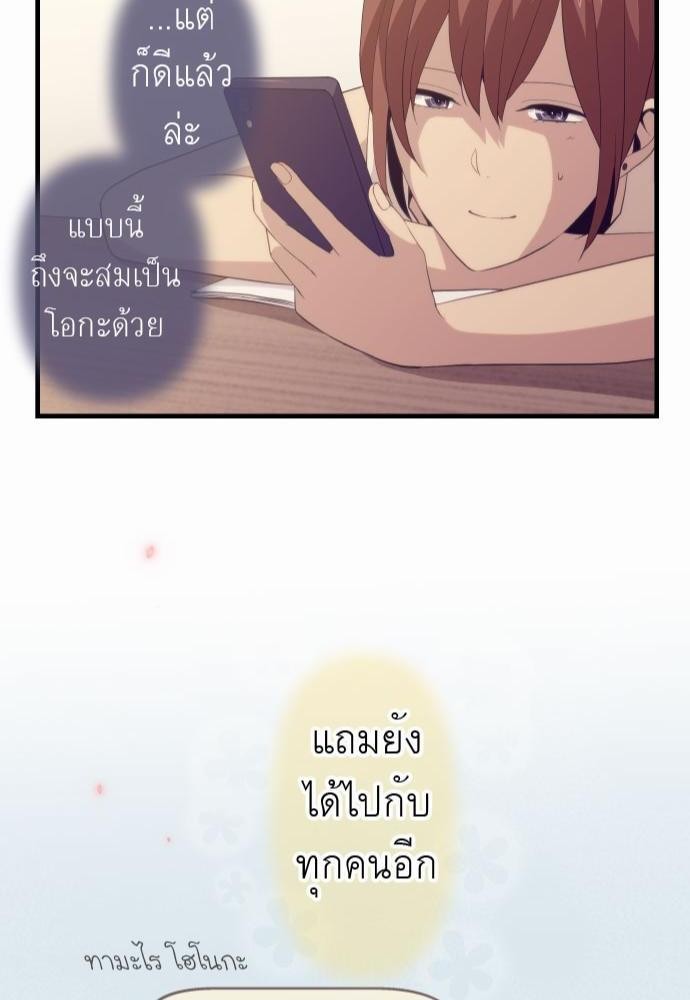 ...แต่
ก็ดีแล้ว
ล่ะ
แบบนี้
ถึงจะสมเป็น
โอกะด้วย
แถมยัง
ได้ไปกับ
ทุกคนอีก
ทามะไร โฮโนกะ